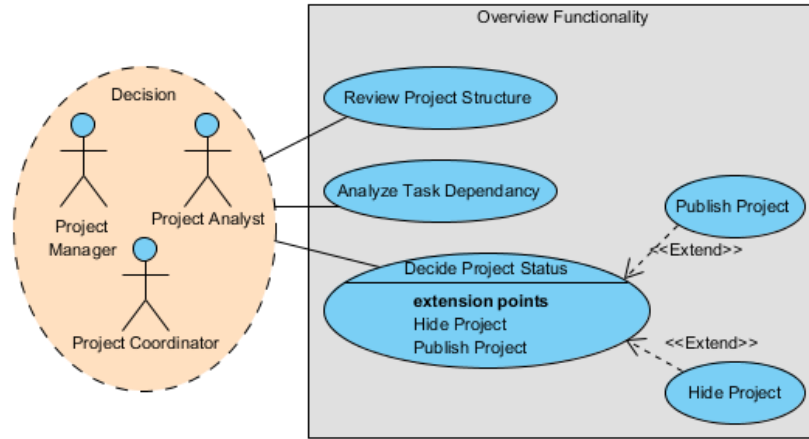 Overview Functionality
Decision
Project
Manager
Project Analyst
Project Coordinator
Review Project Structure
Analyze Task Dependancy
Decide Project Status
extension points
Hide Project
Publish Project
Publish Project
<<Extend>>
<<Extend>>
Hide Project